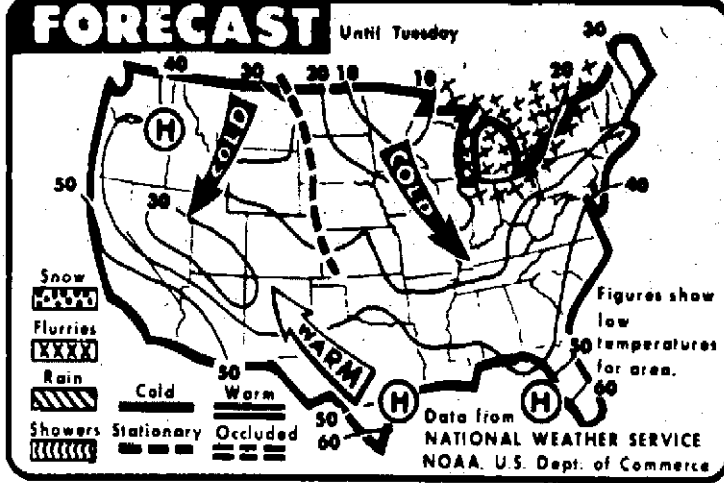 FORECAST
Until Tuesday
30
40
30
20
10
10
20
H
COLD
COLD
50
30
40
Snow
Flurries
Rain
Showers
Cold
Warm
Stationary
Occluded
WARM
50
50
60
H
H
50
60
Figures show
low
temperatures
for area.
Data from
NATIONAL WEATHER SERVICE
NOAA, U.S. Dept. of Commerce